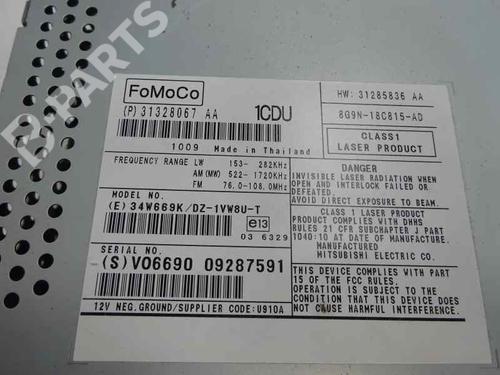 B-PARTS
FoMoCo
(P) 31328067 AA
1CDU
1009 Made in Thailand
FREQUENCY RANGE LW 153- 282KHz
AM(MW) 522- 1720KHz
FM 76.0-108.0MHz
MODEL NO.
(E) 34W669K/DZ-1VW8U-T
e13
03 6329
SERIAL NO.
(S) VO6690 09287591
12V NEG.GROUND/SUPPLIER CODE:U910A
HW: 31285836 AA
8G9N-18C815-AD
CLASS1
LASER PRODUCT
DANGER
INVISIBLE LASER RADIATION WHEN
OPEN AND INTERLOCK FAILED OR
DEFEATED.
AVOID DIRECT EXPOSURE TO BEAM.
CLASS 1 LASER PRODUCT
PRODUCT COMPLIES WITH DHHS
RULES 21 CFR SUBCHAPTER J PART
1040:10 AT DATE OF MANUFACTURE.
MANUFACTURED
MITSUBISHI ELECTRIC CO.
THIS DEVICE COMPLIES WITH PART
15 OF THE FCC RULES.
OPERATION IS SUBJECT TO THE
CONDITION THAT THIS DEVICE DOES
NOT CAUSE HARMFUL INTERFERENCE.